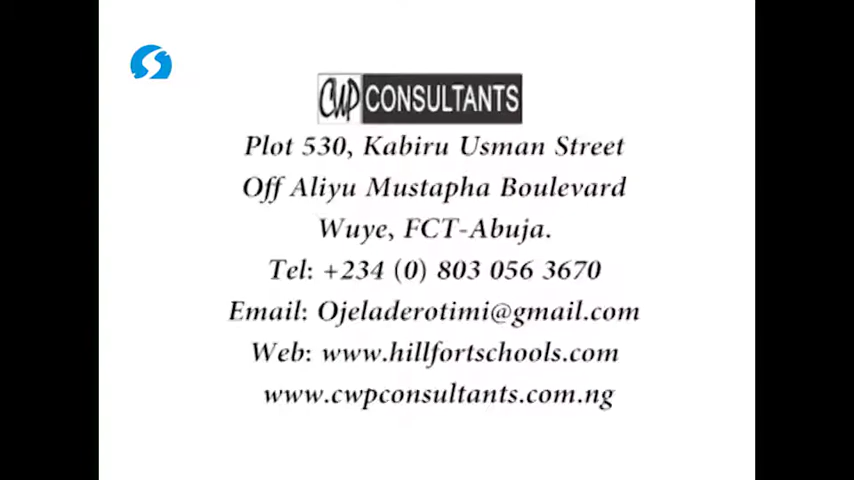 CWP CONSULTANTS
Plot 530, Kabiru Usman Street
Off Aliyu Mustapha Boulevard
Wuye, FCT-Abuja.
Tel: +234 (0) 803 056 3670
Email: Ojeladerotimi@gmail.com
Web: www.hillfortschools.com
www.cwpconsultants.com.ng